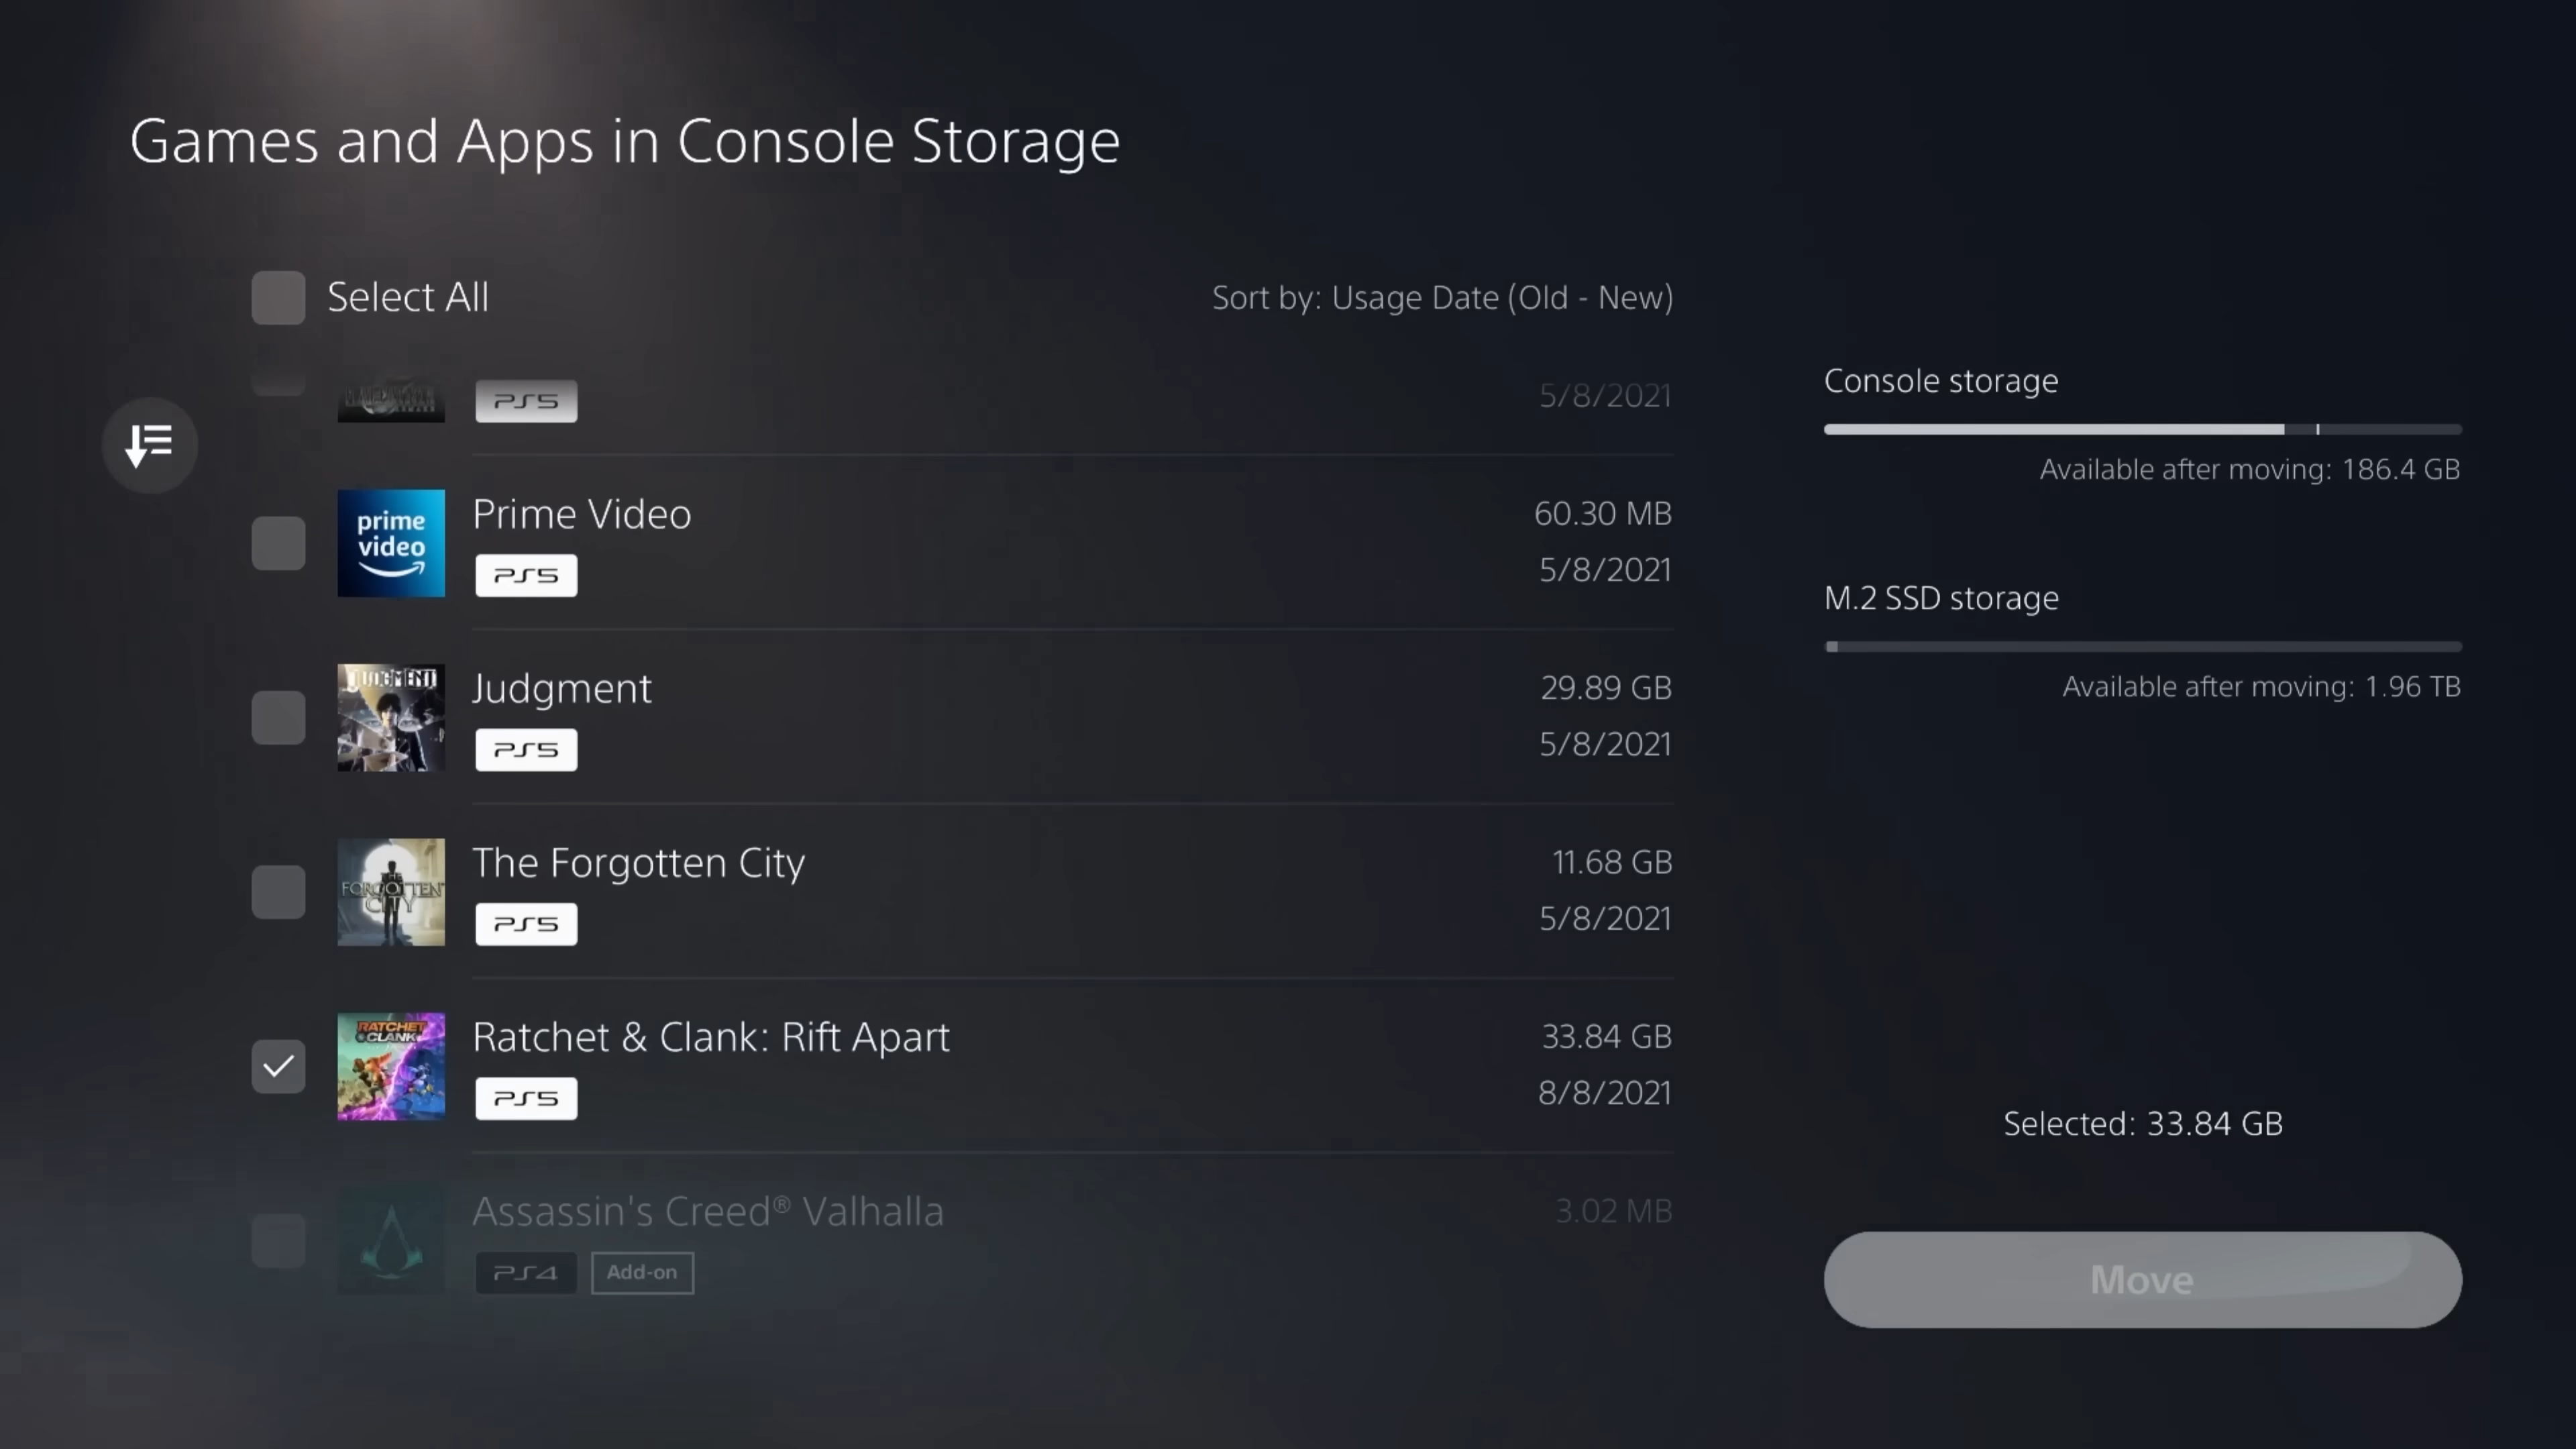 Games and Apps in Console Storage
Select All
Sort by: Usage Date (Old - New)
PS5
5/8/2021
prime
video
Prime Video
60.30 MB
PS5
5/8/2021
JUDGMENT
Judgment
29.89 GB
PS5
5/8/2021
THE
FORGOTTEN
CITY
The Forgotten City
11.68 GB
PS5
5/8/2021
RATCHET
& CLANK
Ratchet & Clank: Rift Apart
33.84 GB
PS5
8/8/2021
Assassin's Creed® Valhalla
3.02 MB
PS4
Add-on
Console storage
Available after moving: 186.4 GB
M.2 SSD storage
Available after moving: 1.96 TB
Selected: 33.84 GB
Move